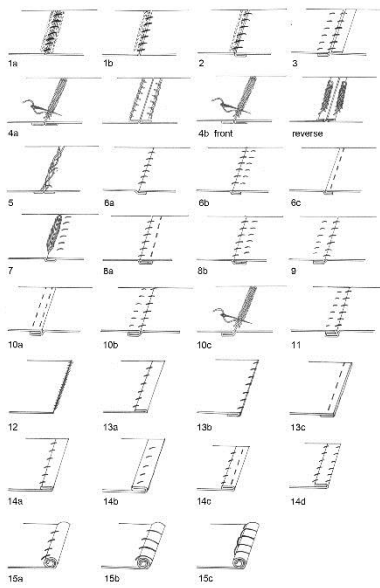 1a 1b 2 3
4a 4b front reverse
5 6a 6b 6c
7 8a 8b 9
10a 10b 10c 11
12 13a 13b 13c
14a 14b 14c 14d
15a 15b 15c